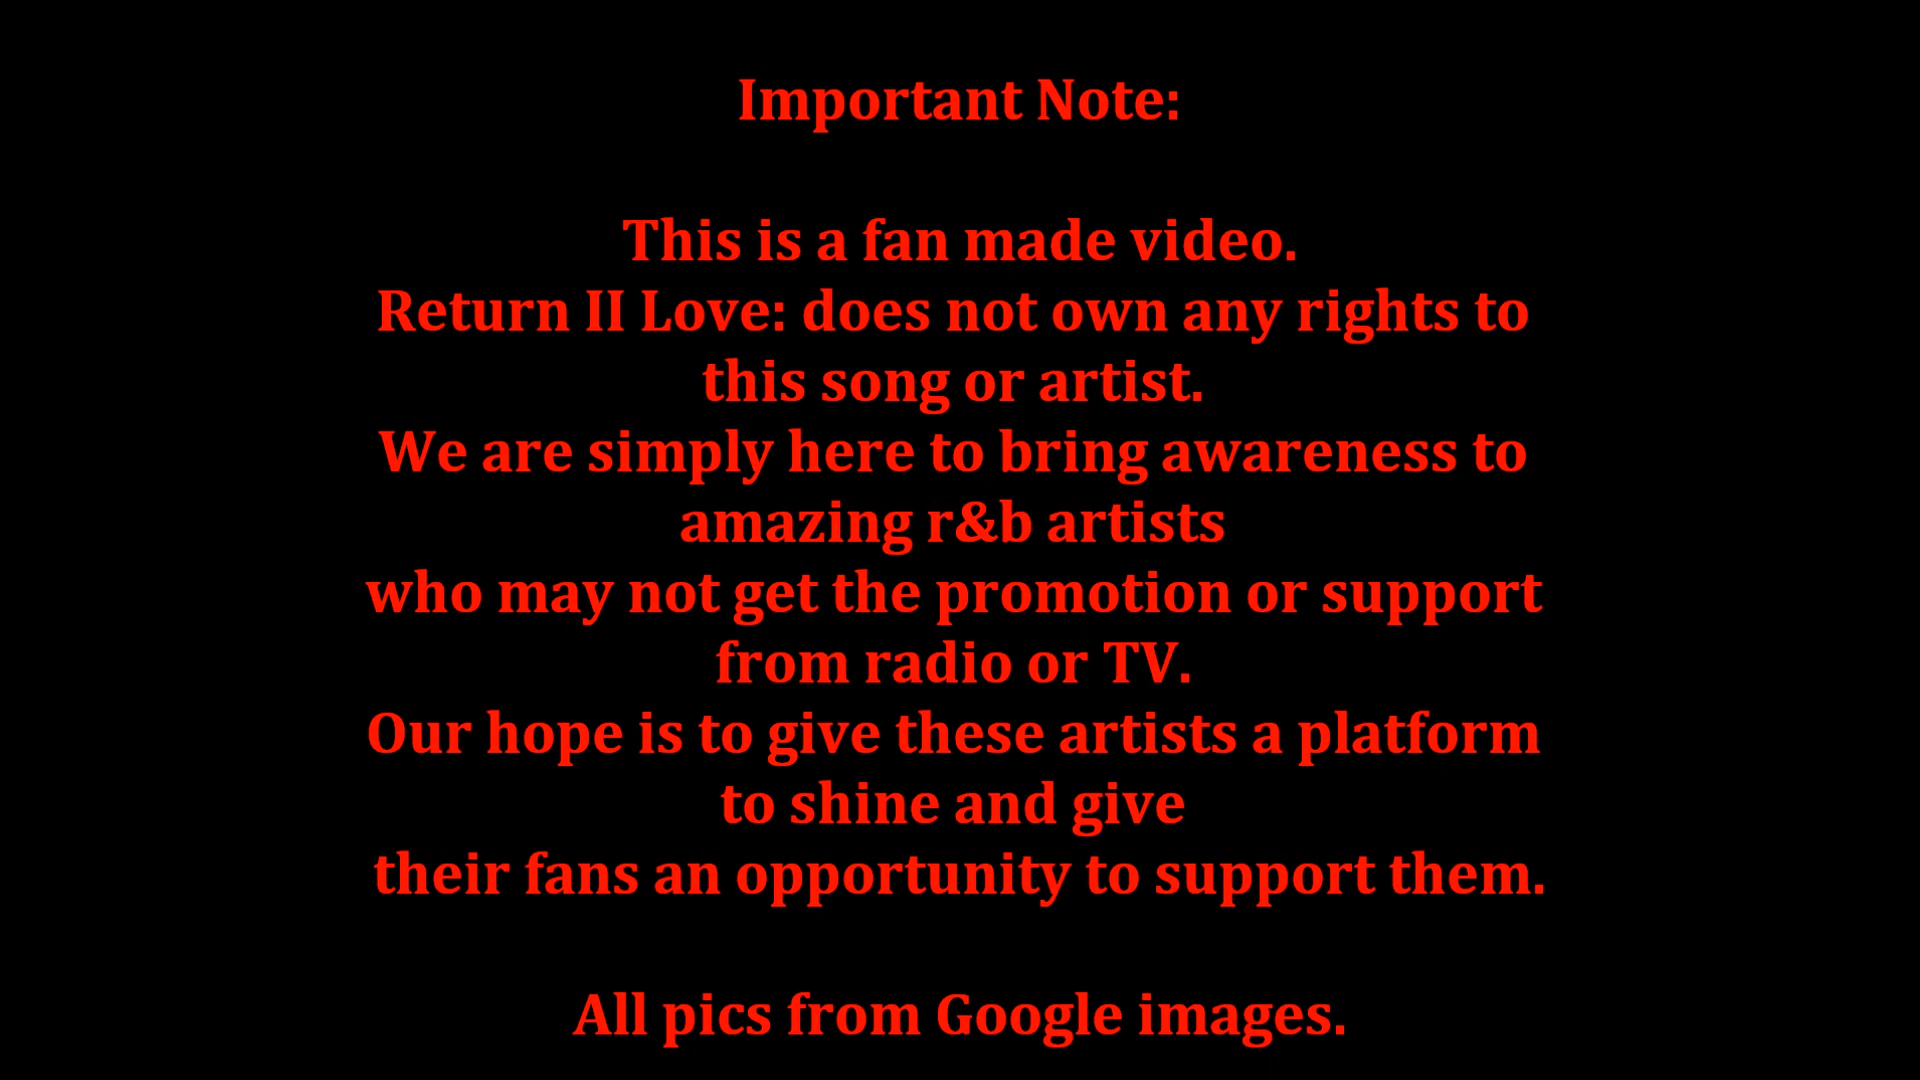 Important Note:
This is a fan made video.
Return II Love: does not own any rights to
this song or artist.
We are simply here to bring awareness to
amazing r&b artists
who may not get the promotion or support
from radio or TV.
Our hope is to give these artists a platform
to shine and give
their fans an opportunity to support them.
All pics from Google images.